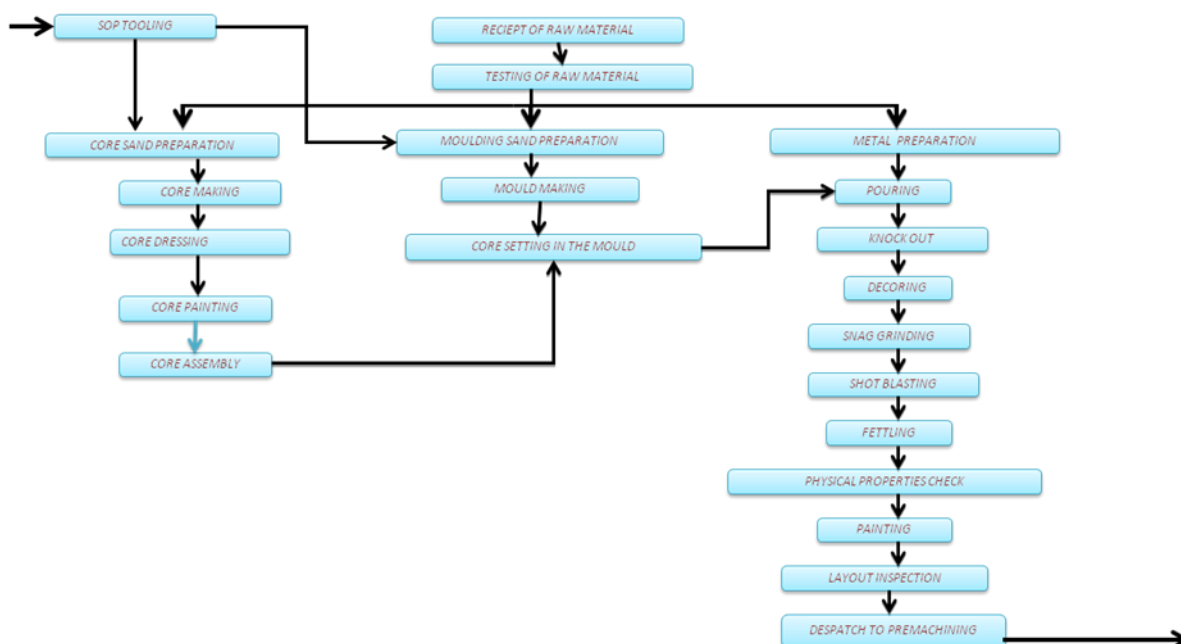 SOP TOOLING
RECIEPT OF RAW MATERIAL
TESTING OF RAW MATERIAL
CORE SAND PREPARATION
MOULDING SAND PREPARATION
METAL PREPARATION
CORE MAKING
MOULD MAKING
POURING
CORE DRESSING
CORE SETTING IN THE MOULD
KNOCK OUT
DECORING
CORE PAINTING
SNAG GRINDING
CORE ASSEMBLY
SHOT BLASTING
FETTLING
PHYSICAL PROPERTIES CHECK
PAINTING
LAYOUT INSPECTION
DESPATCH TO PREMACHINING